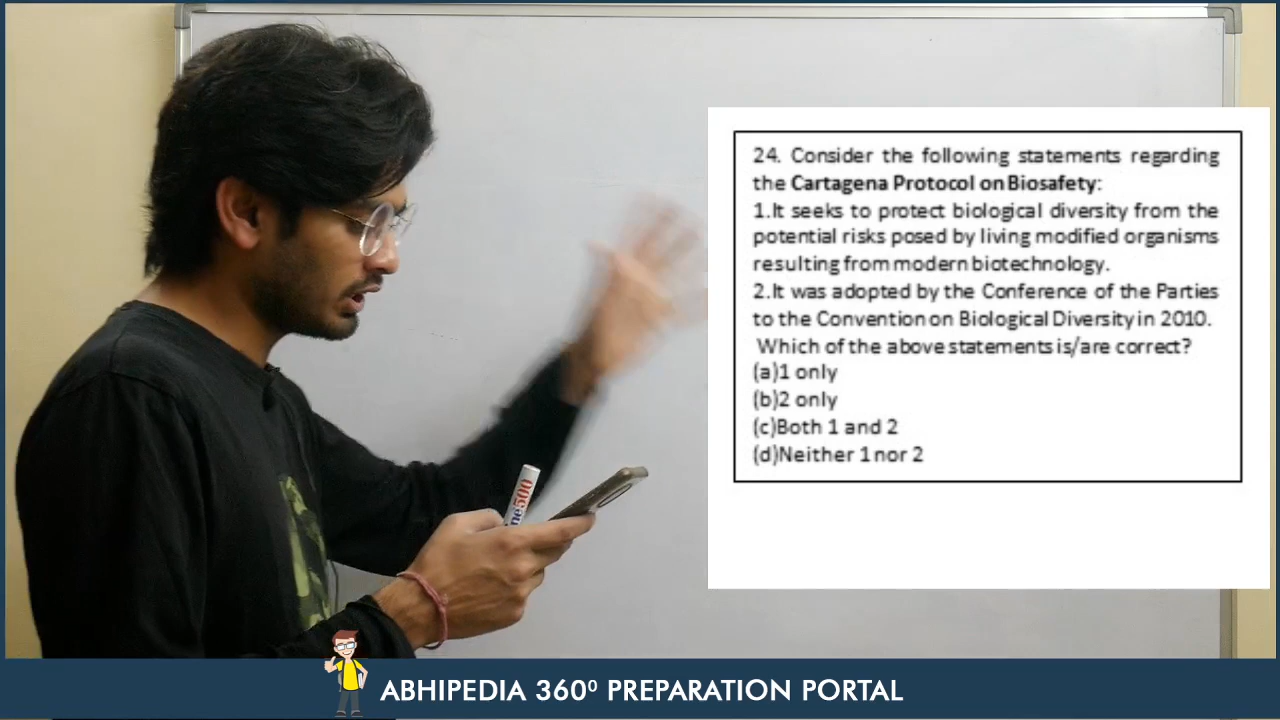 24. Consider the following statements regarding
the Cartagena Protocol on Biosafety:
1.It seeks to protect biological diversity from the
potential risks posed by living modified organisms
resulting from modern biotechnology.
2.It was adopted by the Conference of the Parties
to the Convention on Biological Diversity in 2010.
Which of the above statements is/are correct?
(a)1 only
(b)2 only
(c)Both 1 and 2
(d)Neither 1 nor 2
ne500
ABHIPEDIA 360⁰ PREPARATION PORTAL